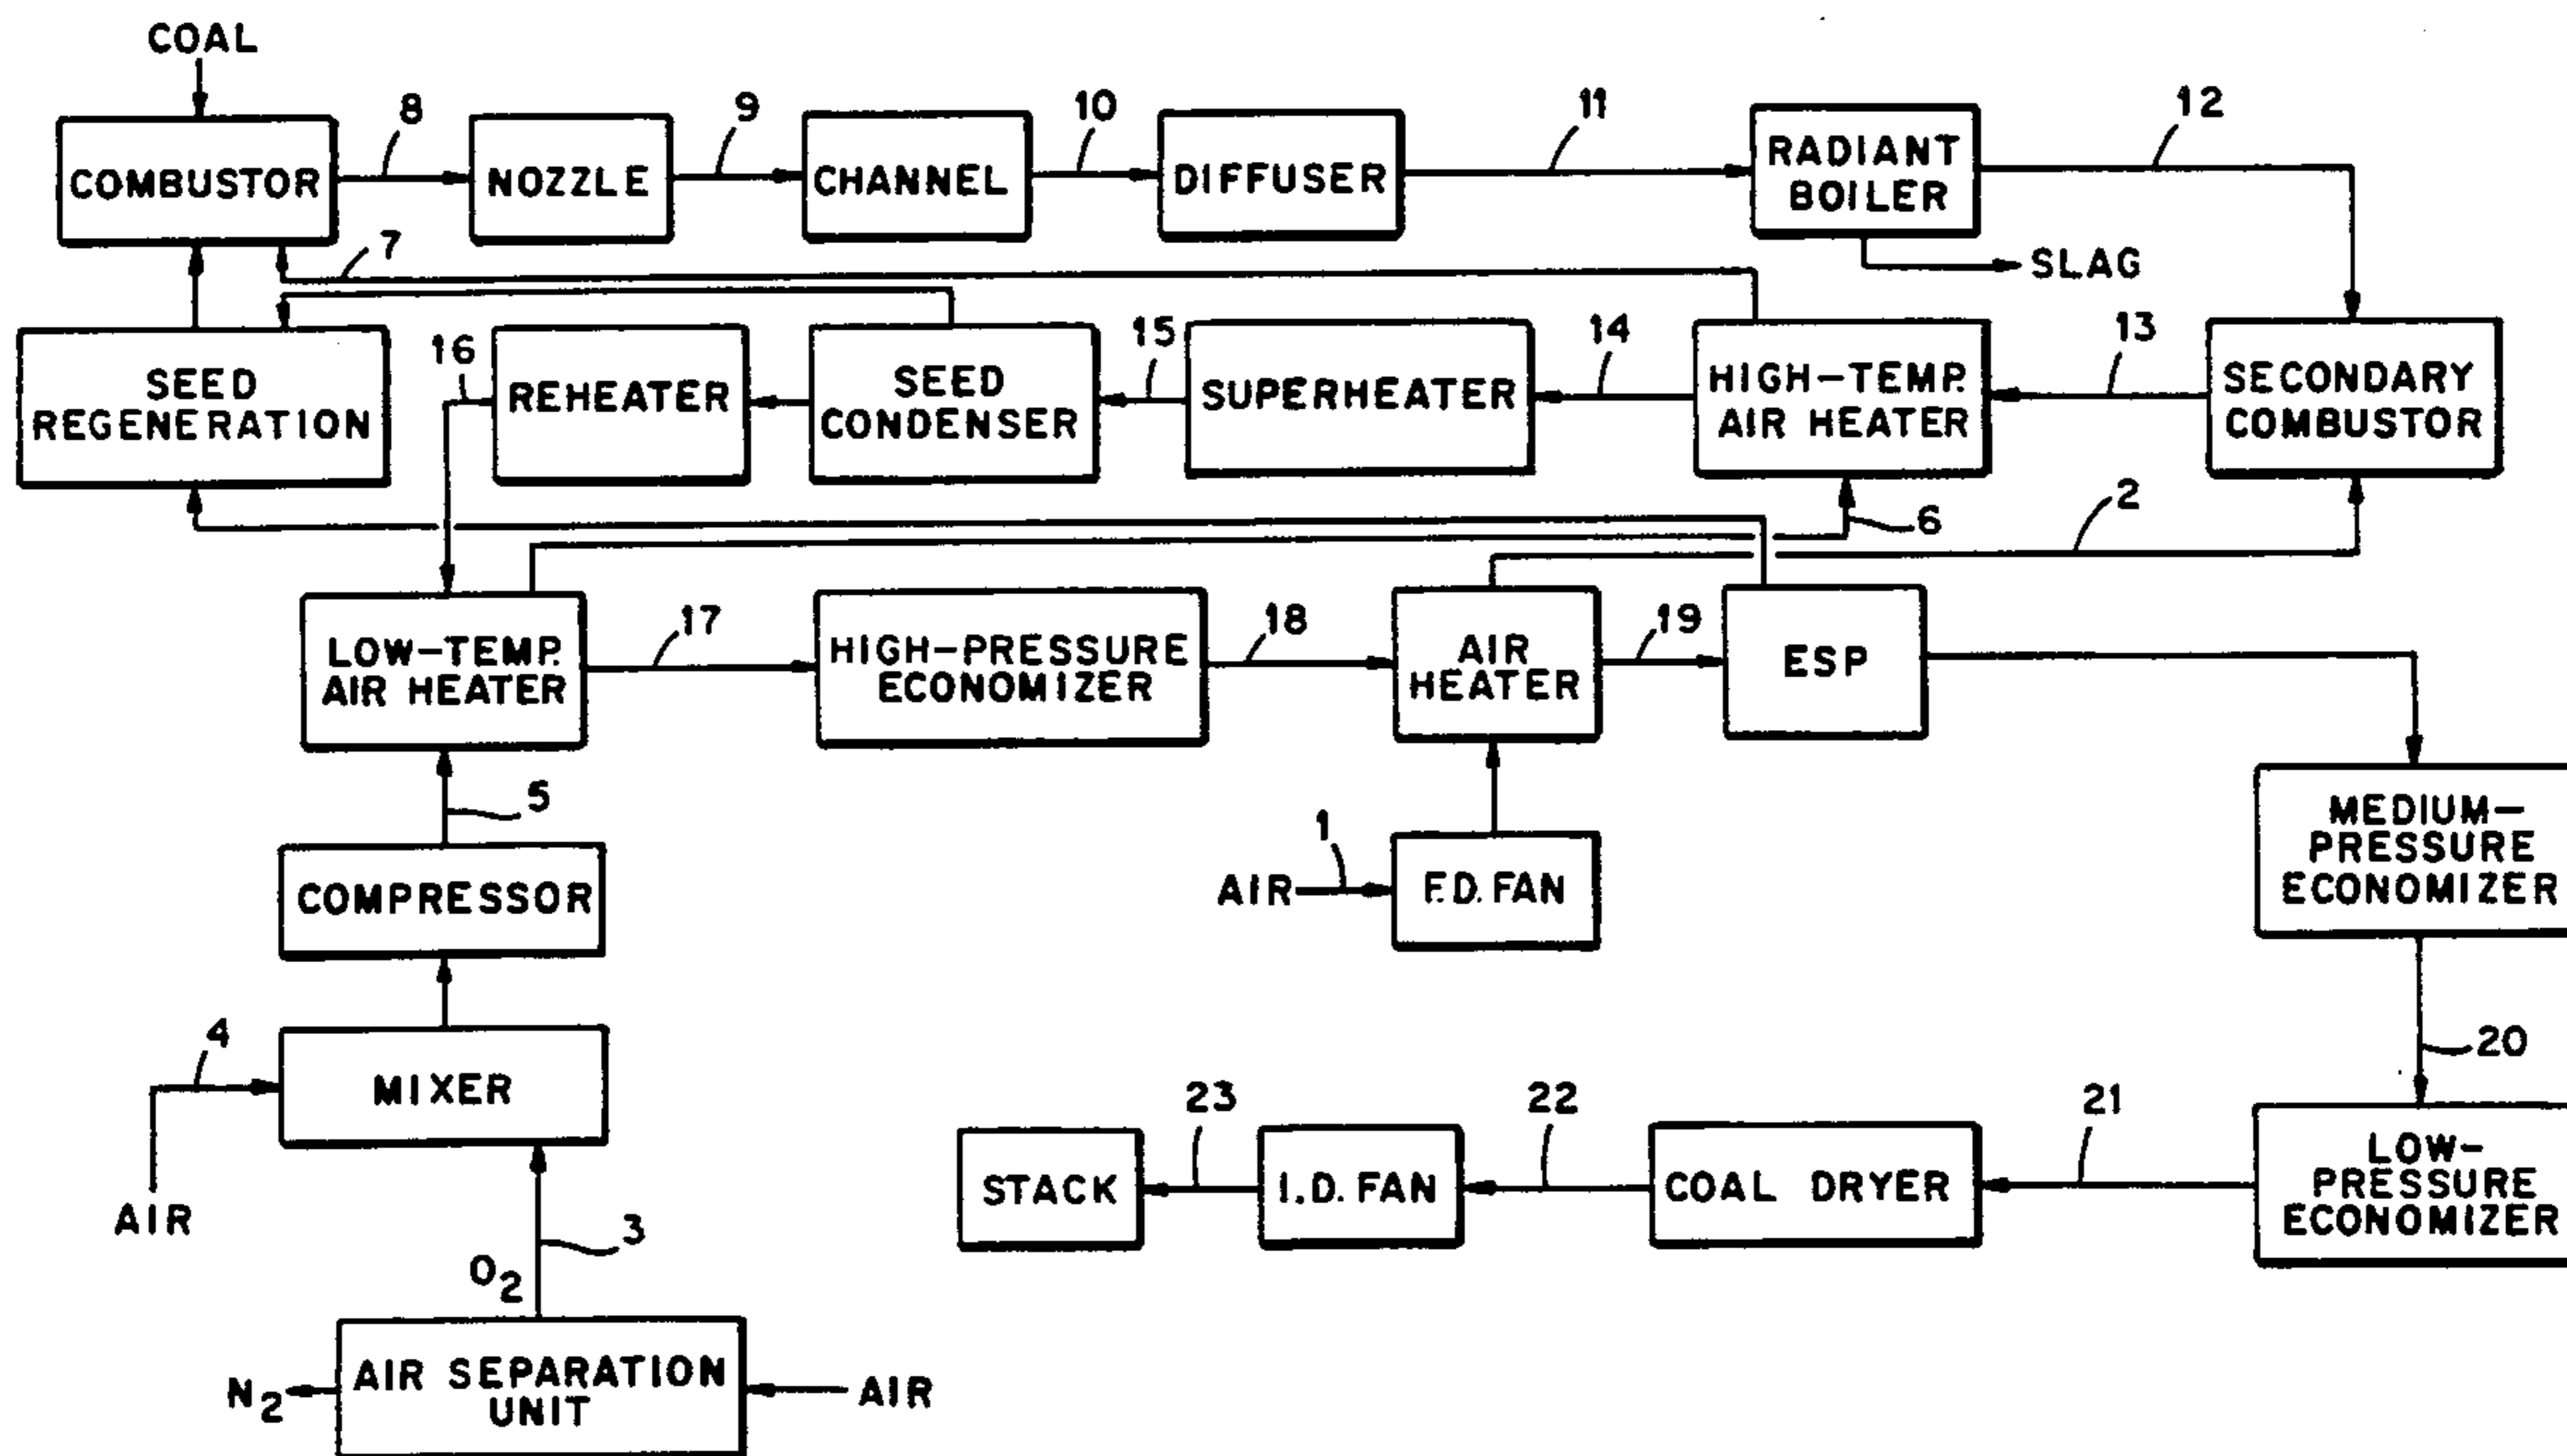 COAL
COMBUSTOR
8
NOZZLE
9
CHANNEL
10
DIFFUSER
11
RADIANT
BOILER
12
SLAG
7
SEED
REGENERATION
16
REHEATER
SEED
CONDENSER
15
SUPERHEATER
14
HIGH-TEMP.
AIR HEATER
13
SECONDARY
COMBUSTOR
6
2
LOW-TEMP.
AIR HEATER
17
HIGH-PRESSURE
ECONOMIZER
18
AIR
HEATER
19
ESP
5
1
AIR
F.D. FAN
MEDIUM-
PRESSURE
ECONOMIZER
COMPRESSOR
4
MIXER
AIR
20
STACK
23
I.D. FAN
22
COAL DRYER
21
LOW-
PRESSURE
ECONOMIZER
3
O2
N2
AIR SEPARATION
UNIT
AIR